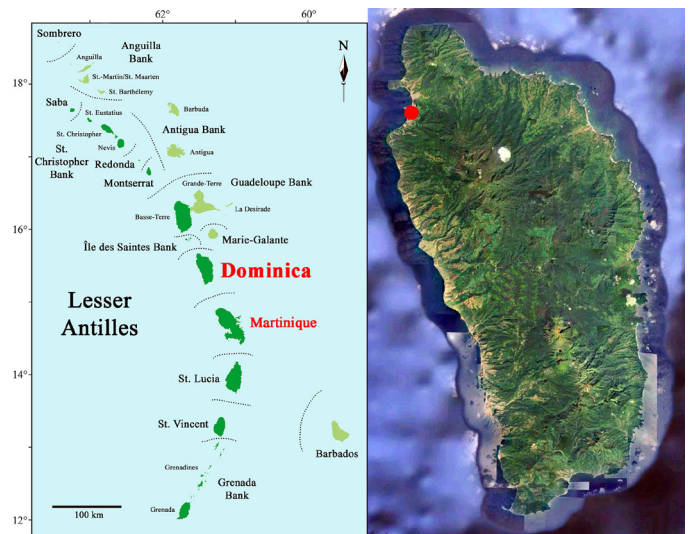 62°
60°
Sombrero
Anguilla
Bank
Anguilla
N
18°
St.-Martin/St. Maarten
St. Barthélemy
Saba
St. Eustatius
Barbuda
St. Christopher
Antigua Bank
St.
Christopher
Bank
Nevis
Antigua
17°
Redonda
Montserrat
Grande-Terre
Guadeloupe Bank
La Desirade
Basse-Terre
16°
Marie-Galante
Île des Saintes Bank
Dominica
15°
Lesser
Antilles
Martinique
14°
St. Lucia
St. Vincent
13°
Barbados
Grenadines
Grenada
Bank
100 km
Grenada
12°